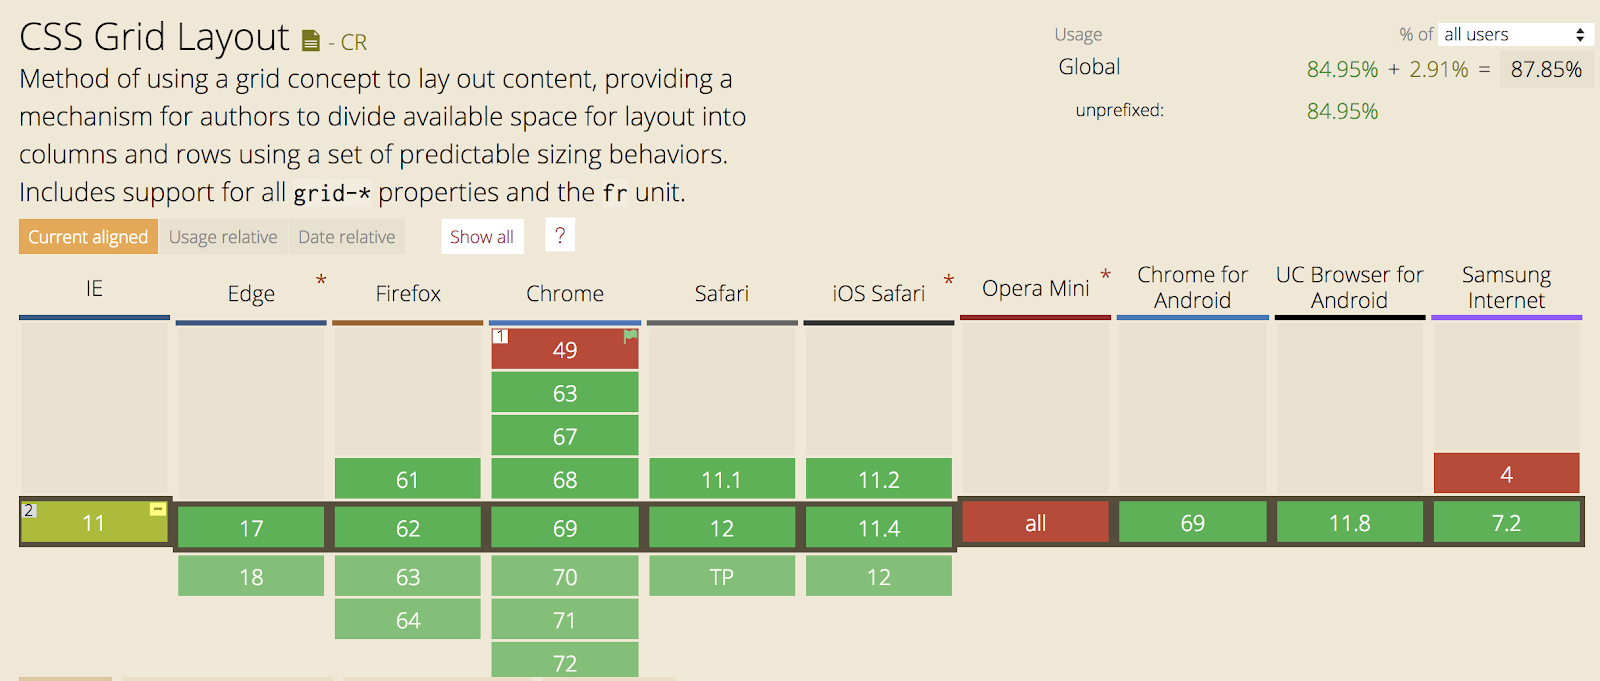 CSS Grid Layout - CR
Method of using a grid concept to lay out content, providing a
mechanism for authors to divide available space for layout into
columns and rows using a set of predictable sizing behaviors.
Includes support for all grid-* properties and the fr unit.
Usage % of all users
Global 84.95% + 2.91% = 87.85%
unprefixed: 84.95%
Current aligned Usage relative Date relative Show all ?
IE Edge * Firefox Chrome Safari iOS Safari * Opera Mini * Chrome for Android UC Browser for Android Samsung Internet
1 49
63
67
61 68 11.1 11.2 4
2 11 - 17 62 69 12 11.4 all 69 11.8 7.2
18 63 70 TP 12
64 71
72